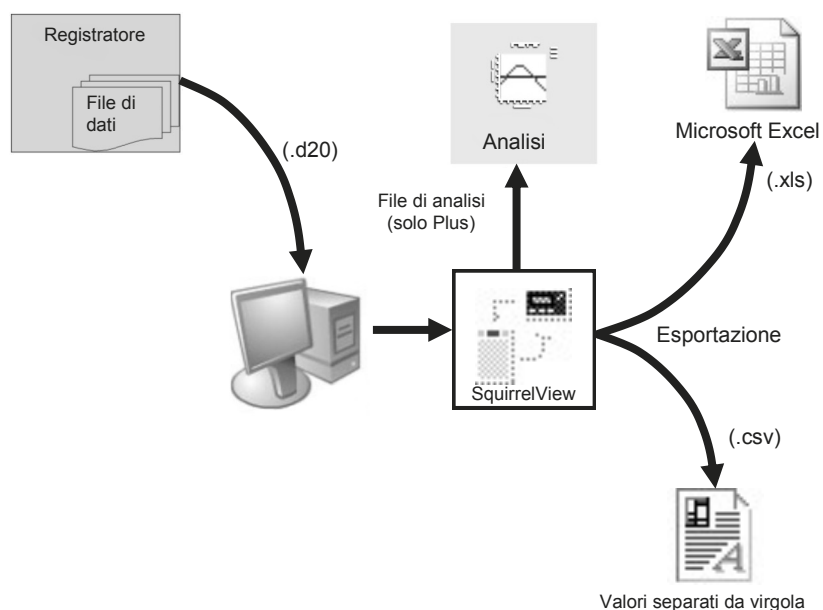 Registratore
File di
dati
(.d20)
Analisi
File di analisi
(solo Plus)
Microsoft Excel
(.xls)
SquirrelView
Esportazione
(.csv)
Valori separati da virgola